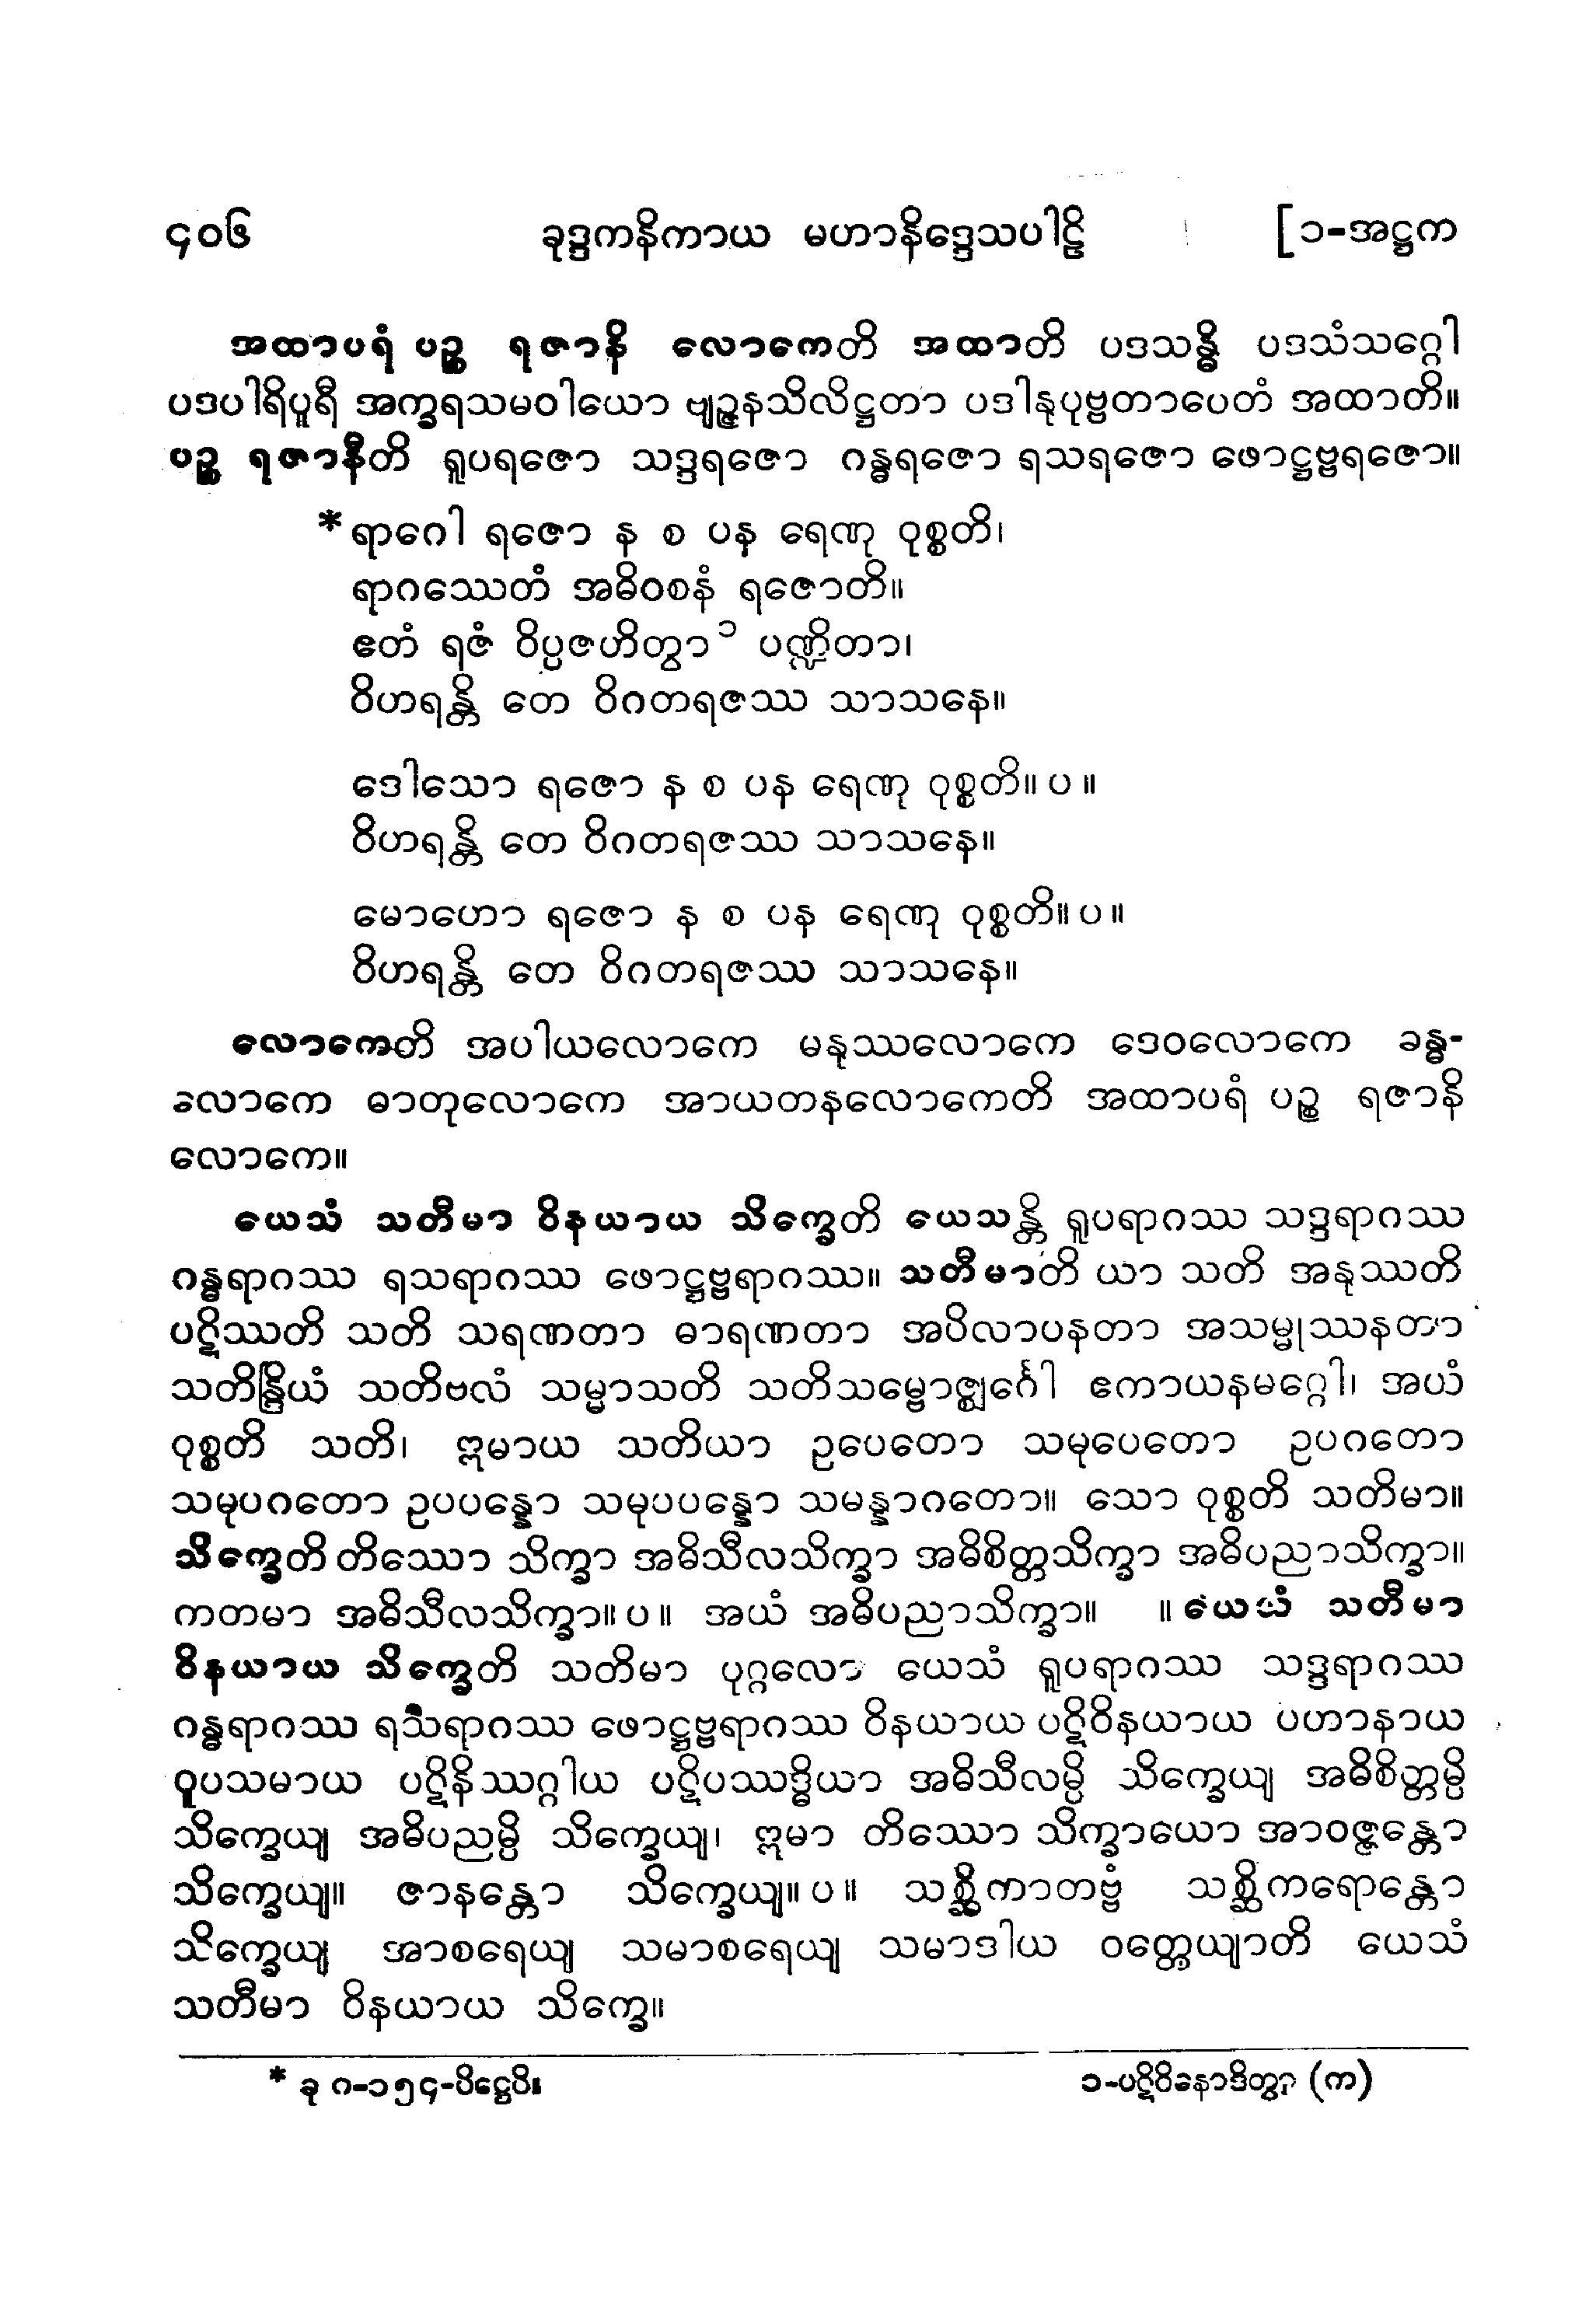 ၄၀၆ ခုဒ္ဒကနိကာယ မဟာနိဒ္ဒေသပါဠိ [၁-အဋ္ဌက
အထာပရံ ပဉ္စ ရဇာနိ လောကေတိ အထာတိ ပဒသန္ဓိ ပဒသံသဂ္ဂေါ
ပဒပါရိပူရီ အက္ခရသမဝါယော ဗျဉ္ဇနသိလိဋ္ဌတာ ပဒါနုပုဗ္ဗတာပေတံ အထာတိ။
ပဉ္စ ရဇာနီတိ ရူပရဇော သဒ္ဒရဇော ဂန္ဓရဇော ရသရဇော ဖောဋ္ဌဗ္ဗရဇော။
*ရာဂေါ ရဇော န စ ပန ရေဏု ဝုစ္စတိ၊
ရာဂဿေတံ အဓိဝစနံ ရဇောတိ။
ဧတံ ရဇံ ဝိပ္ပဇဟိတွာ ၁ ပဏ္ဍိတာ၊
ဝိဟရန္တိ တေ ဝိဂတရဇဿ သာသနေ။
ဒေါသော ရဇော န စ ပန ရေဏု ဝုစ္စတိ။ ပ ။
ဝိဟရန္တိ တေ ဝိဂတရဇဿ သာသနေ။
မောဟော ရဇော န စ ပန ရေဏု ဝုစ္စတိ။ ပ ။
ဝိဟရန္တိ တေ ဝိဂတရဇဿ သာသနေ။
လောကေတိ အပါယလောကေ မနုဿလောကေ ဒေဝလောကေ ခန္ဓ-
လောကေ ဓာတုလောကေ အာယတနလောကေတိ အထာပရံ ပဉ္စ ရဇာနိ
လောကေ။
ယေသံ သတီမာ ဝိနယာယ သိက္ခေတိ ယေသန္တိ ရူပရာဂဿ သဒ္ဒရာဂဿ
ဂန္ဓရာဂဿ ရသရာဂဿ ဖောဋ္ဌဗ္ဗရာဂဿ။ သတီမာတိ ယာ သတိ အနုဿတိ
ပဋိဿတိ သတိ သရဏတာ ဓာရဏတာ အပိလာပနတာ အသမ္မုဿနတာ
သတိန္ဒြိယံ သတိဗလံ သမ္မာသတိ သတိသမ္ဗောဇ္ဈင်္ဂေါ ဧကာယနမဂ္ဂေါ၊ အယံ
ဝုစ္စတိ သတိ၊ ဣမာယ သတိယာ ဥပေတော သမုပေတော ဥပဂတော
သမုပဂတော ဥပပန္နော သမုပပန္နော သမန္နာဂတော။ သော ဝုစ္စတိ သတိမာ။
သိက္ခေတိ တိဿော သိက္ခာ အဓိသီလသိက္ခာ အဓိစိတ္တသိက္ခာ အဓိပညာသိက္ခာ။
ကတမာ အဓိသီလသိက္ခာ။ ပ ။ အယံ အဓိပညာသိက္ခာ။ ။ ယေသံ သတီမာ
ဝိနယာယ သိက္ခေတိ သတိမာ ပုဂ္ဂလော ယေသံ ရူပရာဂဿ သဒ္ဒရာဂဿ
ဂန္ဓရာဂဿ ရသရာဂဿ ဖောဋ္ဌဗ္ဗရာဂဿ ဝိနယာယ ပဋိဝိနယာယ ပဟာနာယ
ဝူပသမာယ ပဋိနိဿဂ္ဂါယ ပဋိပဿဒ္ဓိယာ အဓိသီလမ္ပိ သိက္ခေယျ အဓိစိတ္တမ္ပိ
သိက္ခေယျ အဓိပညမ္ပိ သိက္ခေယျ၊ ဣမာ တိဿော သိက္ခာယော အာဝဇ္ဇန္တော
သိက္ခေယျ။ ဇာနန္တော သိက္ခေယျ။ ပ ။ သစ္ဆိကာတဗ္ဗံ သစ္ဆိကရောန္တော
သိက္ခေယျ အာစရေယျ သမာစရေယျ သမာဒါယ ဝတ္တေယျာတိ ယေသံ
သတီမာ ဝိနယာယ သိက္ခေ။
* ခု ဂ-၁၅၄-ပိဋ္ဌေပိ။ ၁-ပဋိဝိနောဒိတွာ (က)